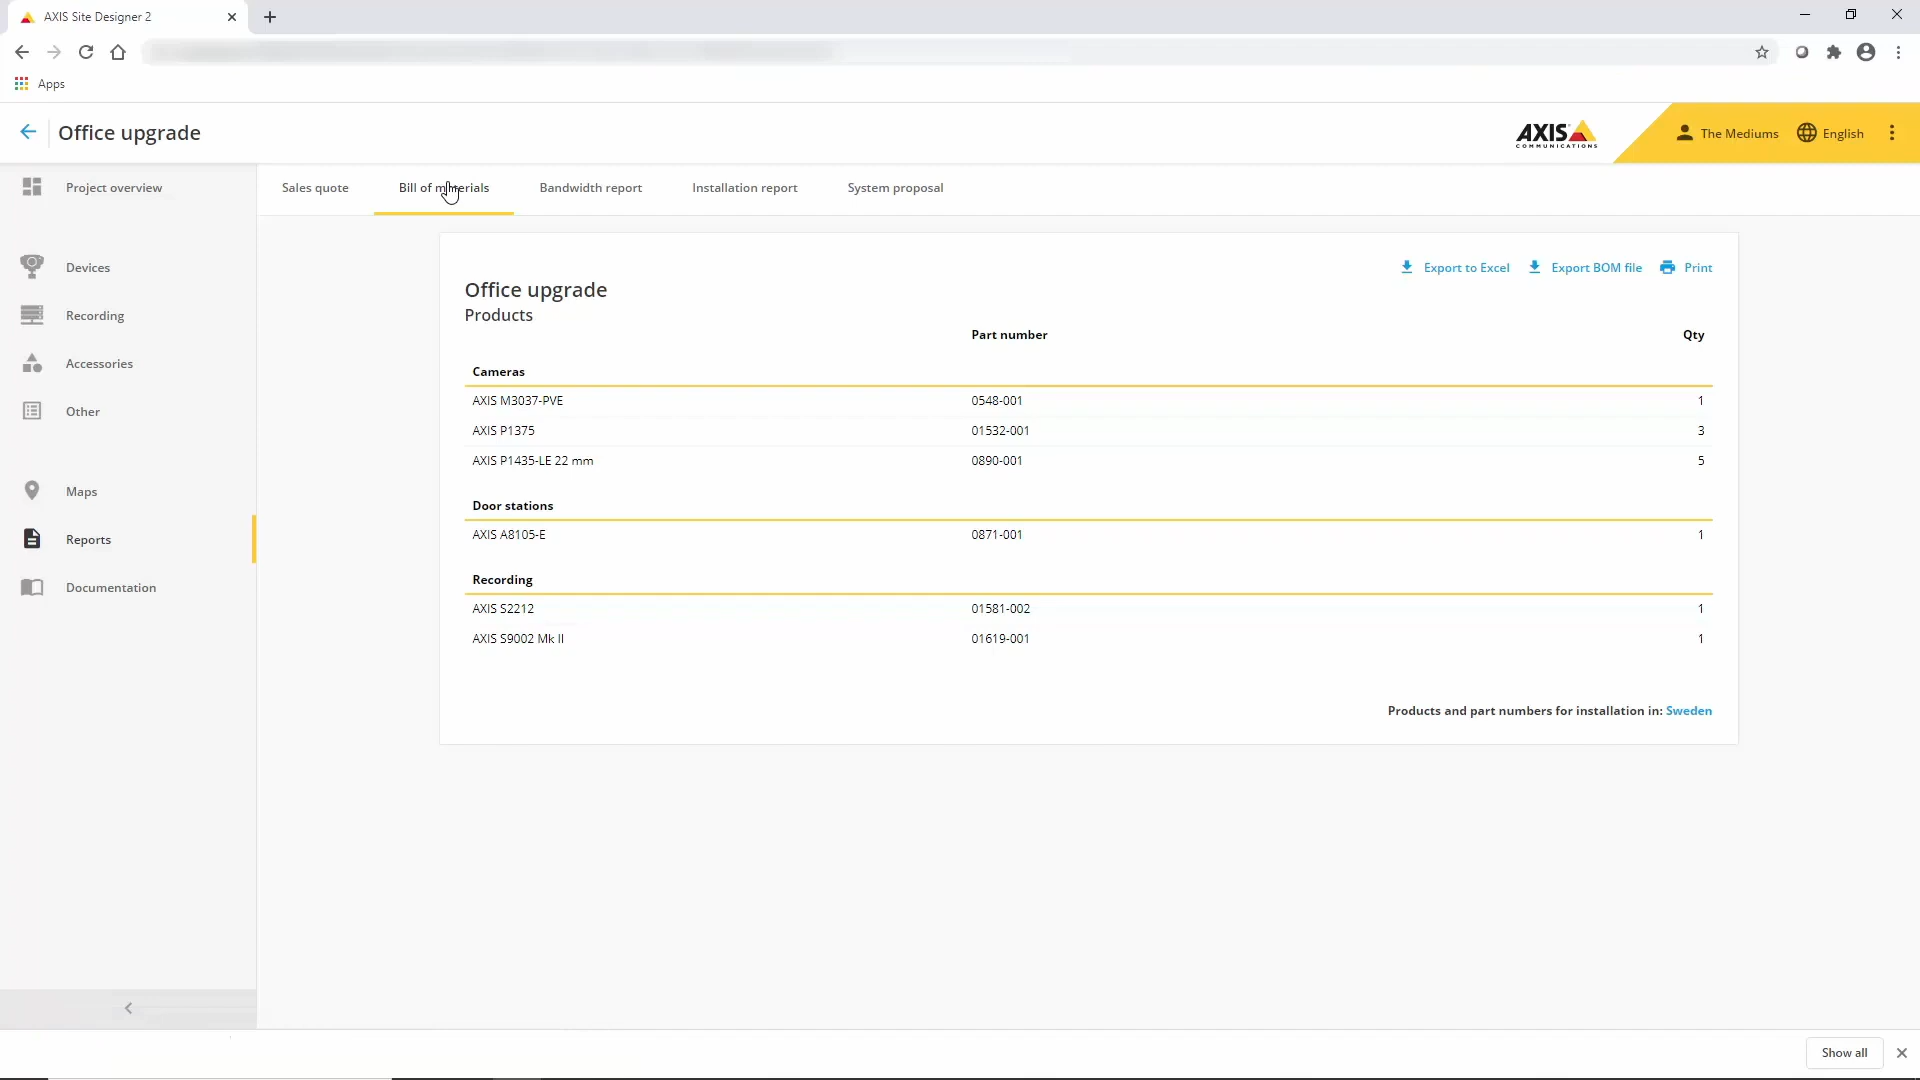 AXIS Site Designer 2
Apps
Office upgrade
AXIS
COMMUNICATIONS
The Mediums
English
Project overview
Devices
Recording
Accessories
Other
Maps
Reports
Documentation
Sales quote
Bill of materials
Bandwidth report
Installation report
System proposal
Export to Excel
Export BOM file
Print
Office upgrade
Products
Part number Qty
Cameras
AXIS M3037-PVE 0548-001 1
AXIS P1375 01532-001 3
AXIS P1435-LE 22 mm 0890-001 5
Door stations
AXIS A8105-E 0871-001 1
Recording
AXIS S2212 01581-002 1
AXIS S9002 Mk II 01619-001 1
Products and part numbers for installation in: Sweden
Show all